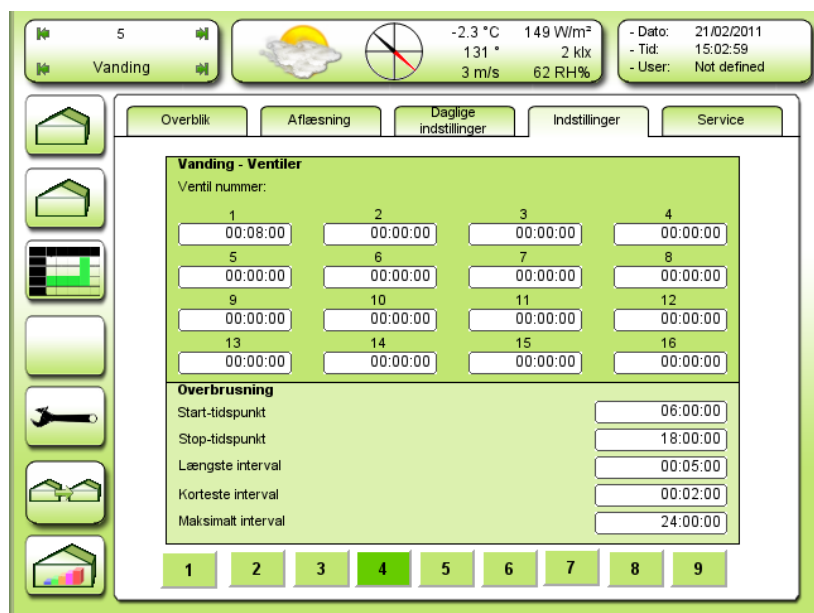 5
Vanding
-2.3 °C 149 W/m²
131 ° 2 klx
3 m/s 62 RH%
- Dato: 21/02/2011
- Tid: 15:02:59
- User: Not defined
Overblik
Aflæsning
Daglige
indstillinger
Indstillinger
Service
Vanding - Ventiler
Ventil nummer:
1 2 3 4
00:08:00 00:00:00 00:00:00 00:00:00
5 6 7 8
00:00:00 00:00:00 00:00:00 00:00:00
9 10 11 12
00:00:00 00:00:00 00:00:00 00:00:00
13 14 15 16
00:00:00 00:00:00 00:00:00 00:00:00
Overbrusning
Start-tidspunkt 06:00:00
Stop-tidspunkt 18:00:00
Længste interval 00:05:00
Korteste interval 00:02:00
Maksimalt interval 24:00:00
1 2 3 4 5 6 7 8 9